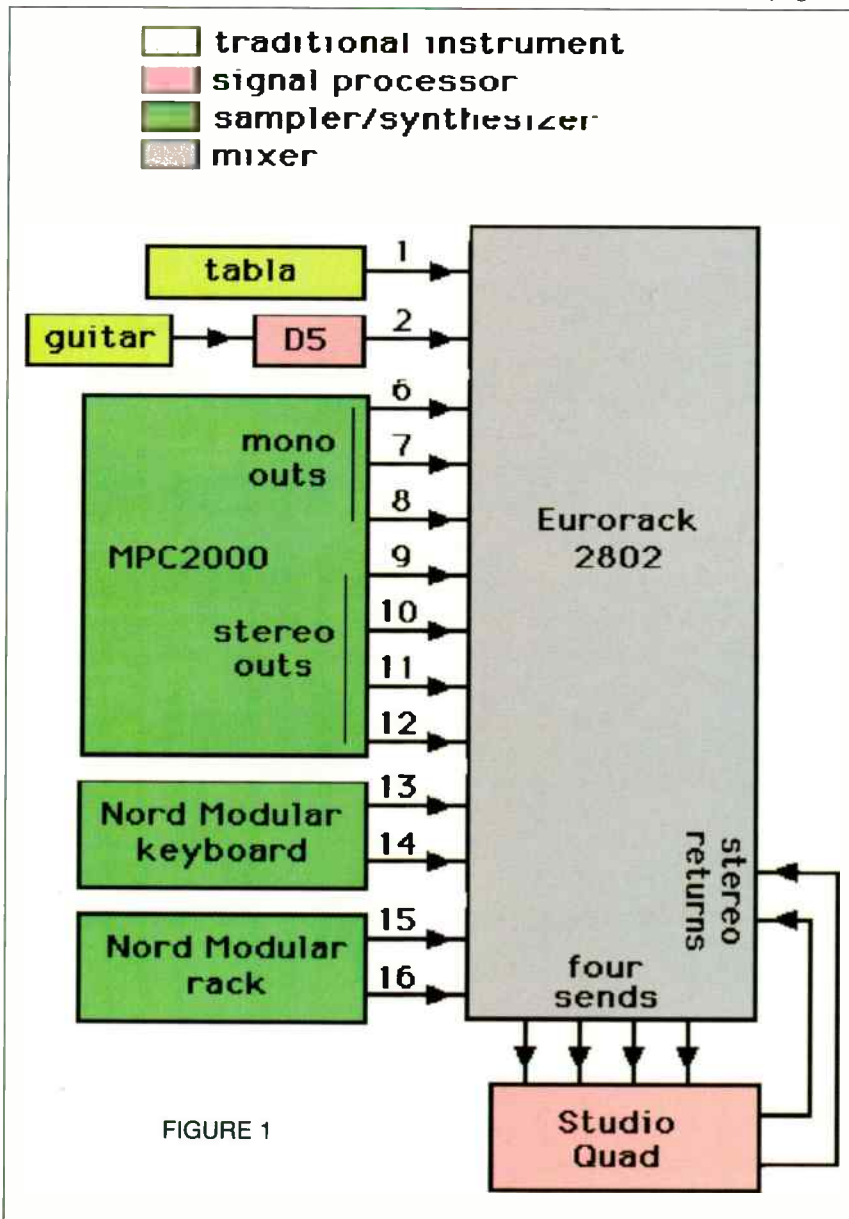 traditional instrument
signal processor
sampler/synthesizer
mixer
tabla
1
guitar
D5
2
MPC2000
mono
outs
stereo
outs
6
7
8
9
10
11
12
Eurorack
2802
Nord Modular
keyboard
13
14
Nord Modular
rack
15
16
stereo
returns
four
sends
Studio
Quad
FIGURE 1